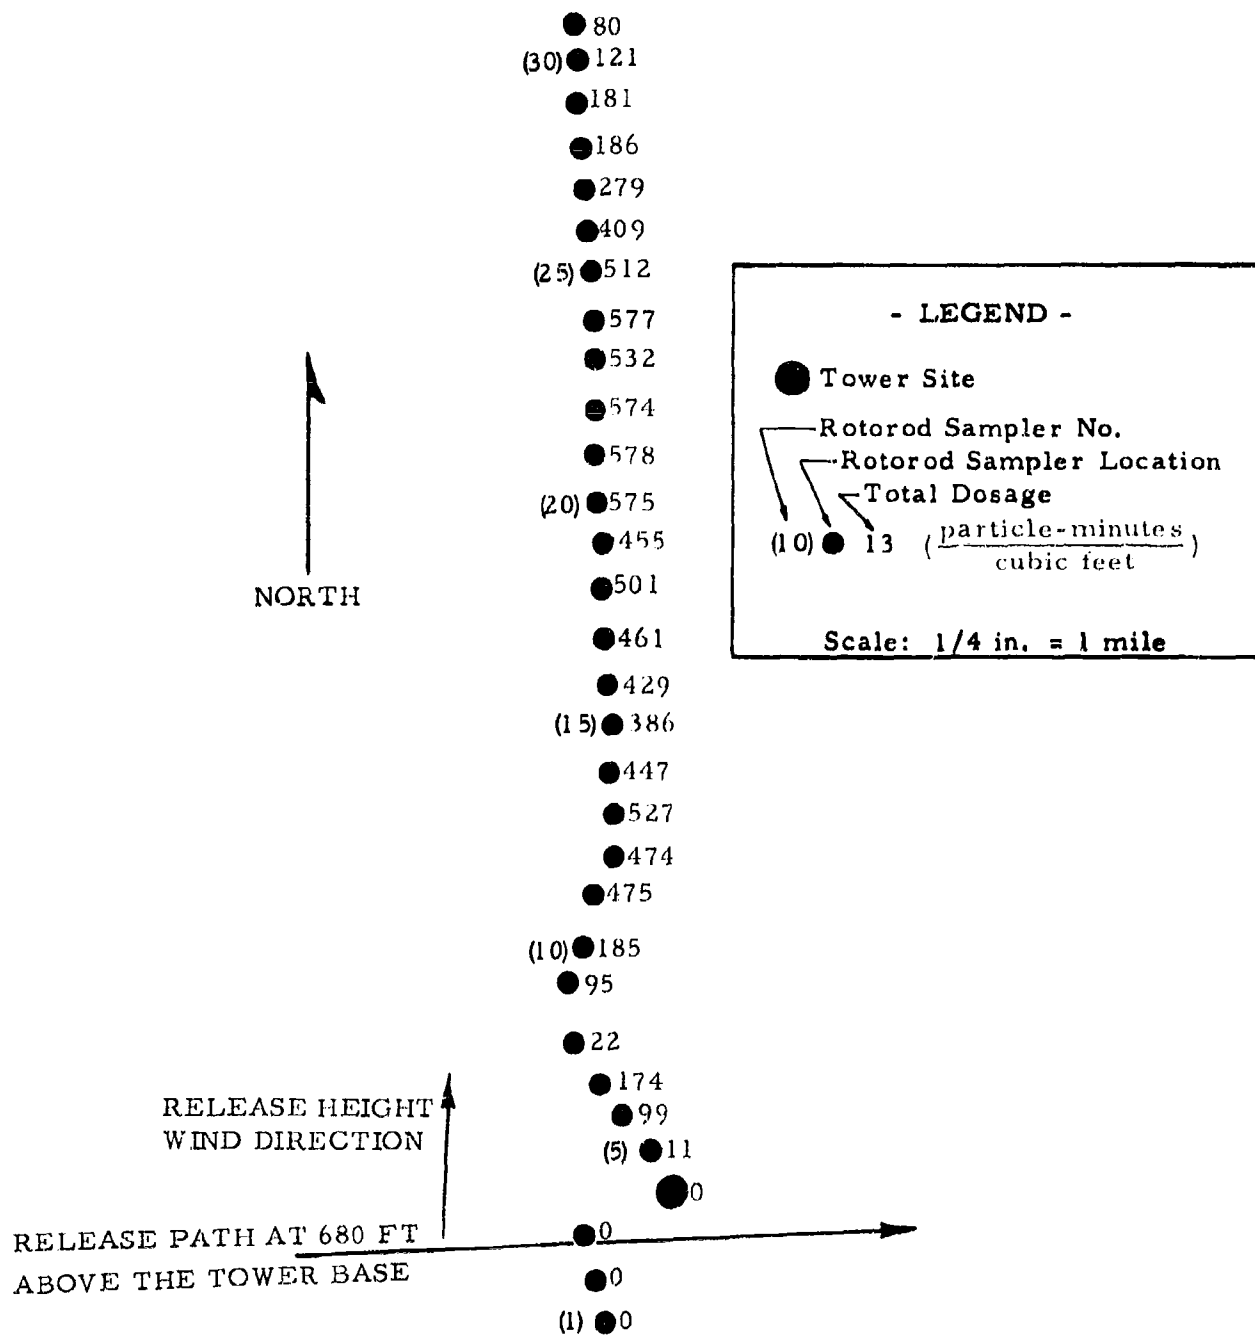 80
(30) 121
181
186
279
409
(25) 512
577
532
574
578
(20) 575
455
501
461
429
(15) 386
447
527
474
475
(10) 185
95
22
174
99
(5) 11
0
0
0
(1) 0
NORTH
RELEASE HEIGHT
WIND DIRECTION
RELEASE PATH AT 680 FT
ABOVE THE TOWER BASE
- LEGEND -
Tower Site
Rotorod Sampler No.
Rotorod Sampler Location
Total Dosage
(10) 13 (particle-minutes
cubic feet)
Scale: 1/4 in. = 1 mile